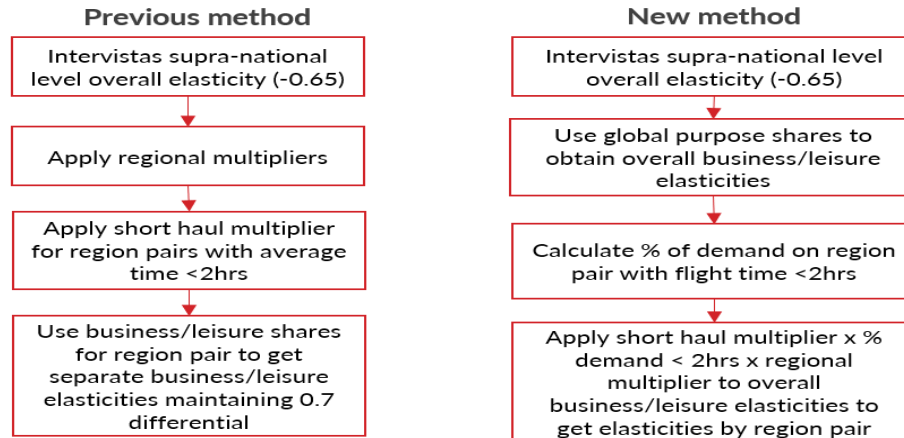 Previous method
Intervistas supra-national
level overall elasticity (-0.65)
Apply regional multipliers
Apply short haul multiplier
for region pairs with average
time <2hrs
Use business/leisure shares
for region pair to get
separate business/leisure
elasticities maintaining 0.7
differential
New method
Intervistas supra-national level
overall elasticity (-0.65)
Use global purpose shares to
obtain overall business/leisure
elasticities
Calculate % of demand on region
pair with flight time <2hrs
Apply short haul multiplier x %
demand < 2hrs x regional
multiplier to overall
business/leisure elasticities to
get elasticities by region pair